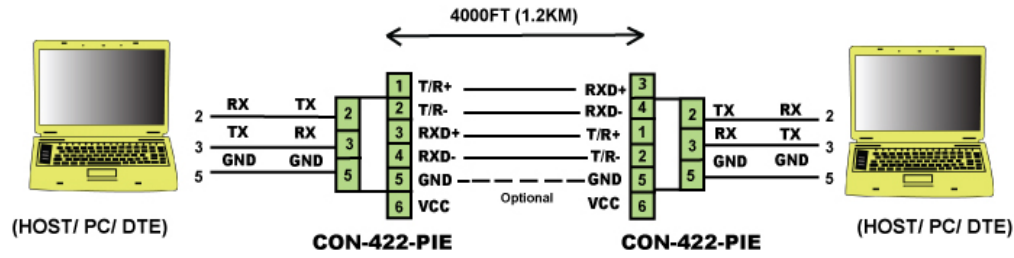 4000FT (1.2KM)
1 T/R+ RXD+ 3
2 T/R- RXD- 4
3 RXD+ T/R+ 1
4 RXD- T/R- 2
5 GND GND 5
Optional
6 VCC VCC 6
2 RX TX 2
3 TX RX 3
5 GND GND 5
2 TX RX 2
3 RX TX 3
5 GND GND 5
(HOST/ PC/ DTE)
CON-422-PIE
CON-422-PIE
(HOST/ PC/ DTE)